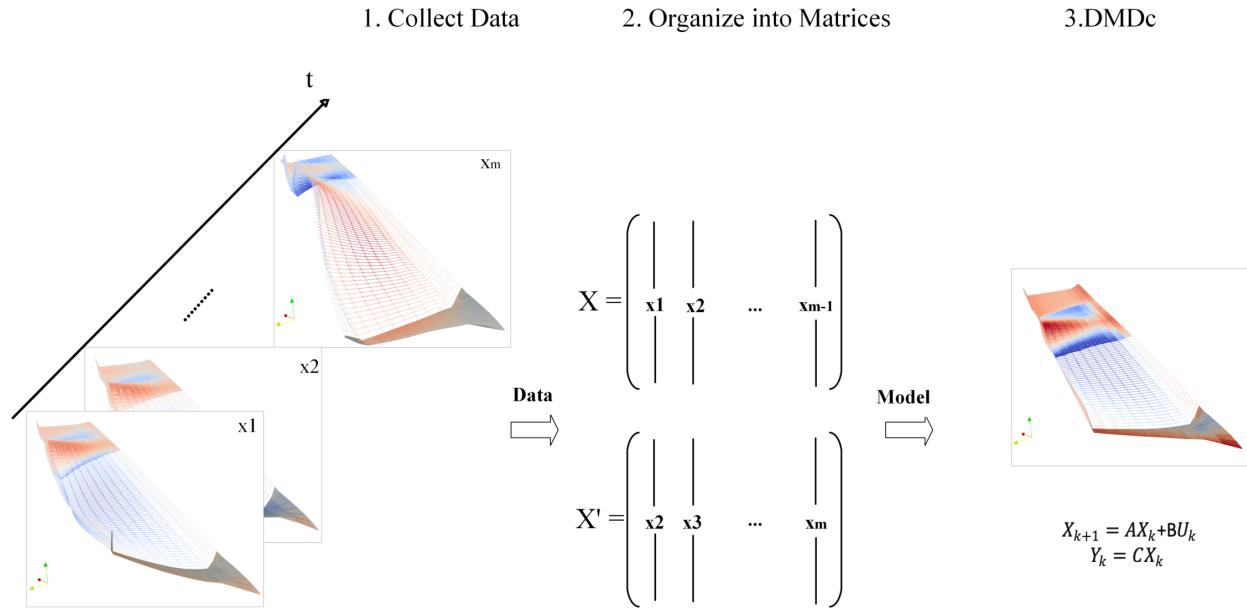 1. Collect Data
2. Organize into Matrices
3.DMDc
t
Xm
x2
x1
Data
X = x1 x2 ... xm-1
X' = x2 x3 ... xm
Model
X_{k+1} = AX_k+BU_k
Y_k = CX_k